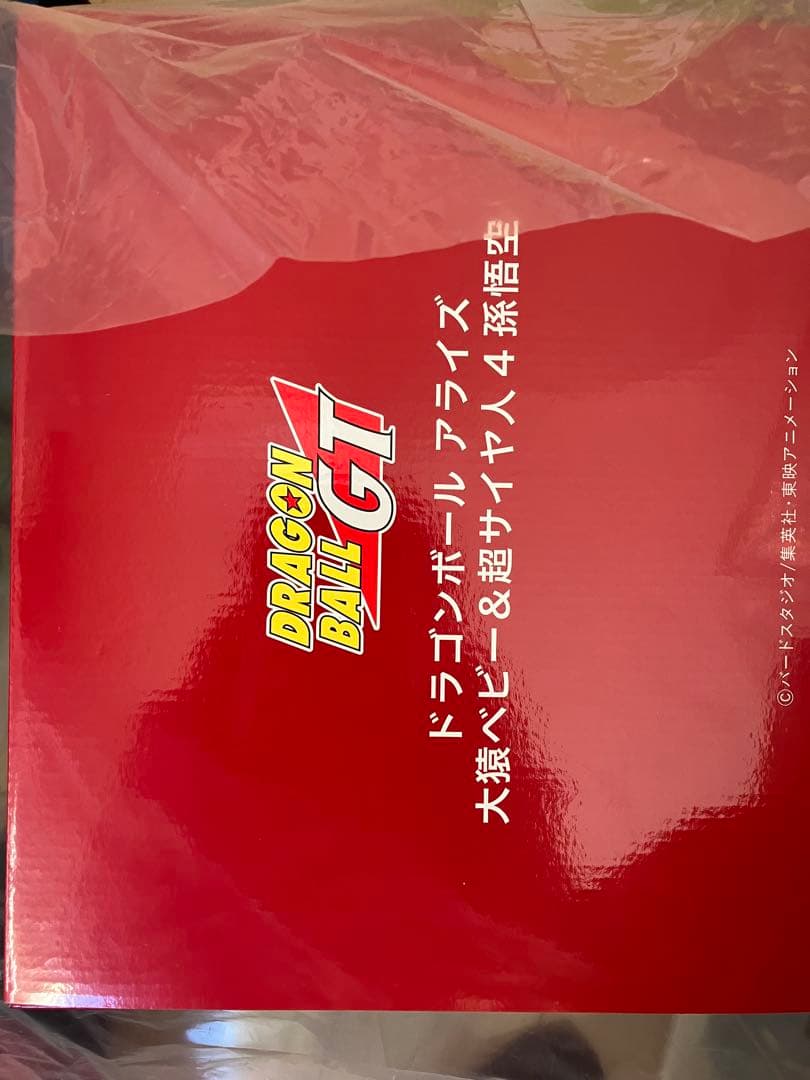 DRAGON
BALL
GT
ドラゴンボール アライズ
大猿ベビー&超サイヤ人4 孫悟空
©バードスタジオ/集英社・東映アニメーション